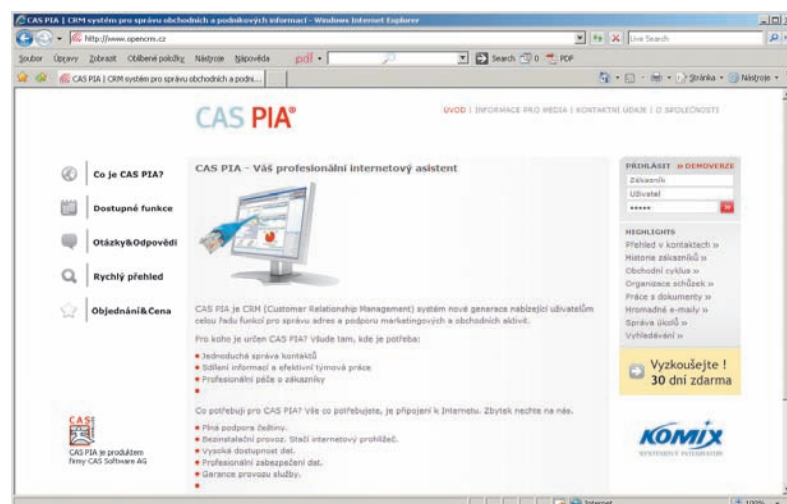 CAS PIA | CRM systém pro správu obchodních a podnikových informací - Windows Internet Explorer
http://www.opencrm.cz
Live Search
Soubor Úpravy Zobrazit Oblíbené položky Nástroje Nápověda pdf Search 0 PDF
CAS PIA | CRM systém pro správu obchodních a podni...
Stránka Nástroje
CAS PIA®
ÚVOD | INFORMACE PRO MEDIA | KONTAKTNÍ ÚDAJE | O SPOLEČNOSTI
Co je CAS PIA?
Dostupné funkce
Otázky&Odpovědi
Rychlý přehled
Objednání&Cena
CAS
CAS PIA je produktem
firmy CAS Software AG
CAS PIA - Váš profesionální internetový asistent
CAS PIA je CRM (Customer Relationship Management) systém nové generace nabízející uživatelům
celou řadu funkcí pro správu adres a podporu marketingových a obchodních aktivit.
Pro koho je určen CAS PIA? Všude tam, kde je potřeba:
Jednoduchá správa kontaktů
Sdílení informací a efektivní týmová práce
Profesionální péče o zákazníky
Co potřebuji pro CAS PIA? Vše co potřebujete, je připojení k Internetu. Zbytek nechte na nás.
Plná podpora češtiny.
Bezinstalační provoz. Stačí internetový prohlížeč.
Vysoká dostupnost dat.
Profesionální zabezpečení dat.
Garance provozu služby.
PŘIHLÁSIT » DEMOVERZE
Zákazník
Uživatel
•••••
HIGHLIGHTS
Přehled v kontaktech »
Historie zákazníků »
Obchodní cyklus »
Organizace schůzek »
Práce s dokumenty »
Hromadné e-maily »
Správa úkolů »
Vyhledávání »
Vyzkoušejte !
30 dní zdarma
KOMIX
SYSTÉMOVÝ INTEGRÁTOR
Internet 100%